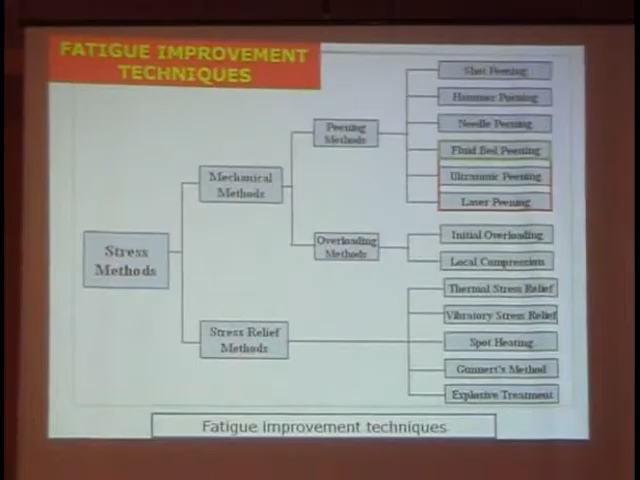 FATIGUE IMPROVEMENT
TECHNIQUES
Stress
Methods
Mechanical
Methods
Stress Relief
Methods
Peening
Methods
Overloading
Methods
Shot Peening
Hammer Peening
Needle Peening
Fluid Bed Peening
Ultrasonic Peening
Laser Peening
Initial Overloading
Local Compression
Thermal Stress Relief
Vibratory Stress Relief
Spot Heating
Gunnert's Method
Explosive Treatment
Fatigue improvement techniques